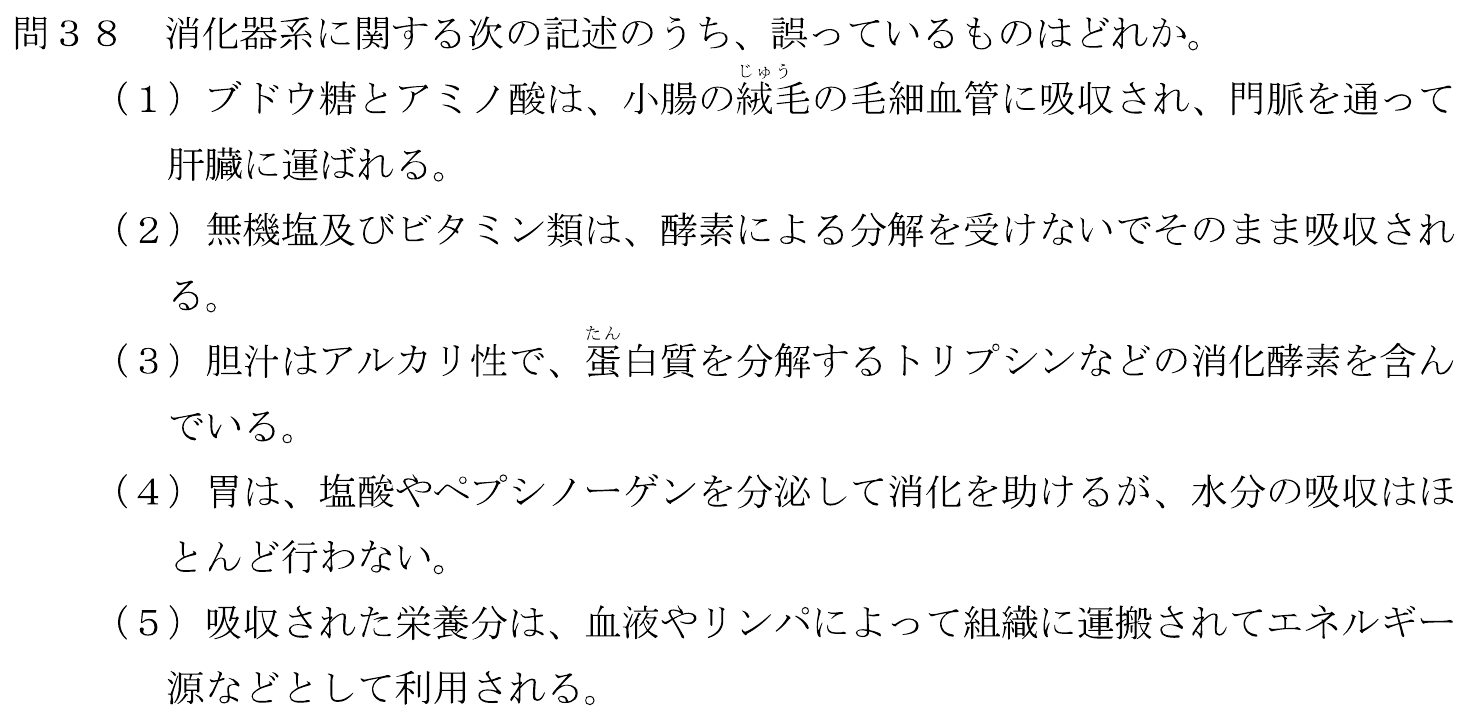 問３８　消化器系に関する次の記述のうち、誤っているものはどれか。
じゅう
（１）ブドウ糖とアミノ酸は、小腸の絨毛の毛細血管に吸収され、門脈を通って
肝臓に運ばれる。
（２）無機塩及びビタミン類は、酵素による分解を受けないでそのまま吸収され
る。
たん
（３）胆汁はアルカリ性で、蛋白質を分解するトリプシンなどの消化酵素を含ん
でいる。
（４）胃は、塩酸やペプシノーゲンを分泌して消化を助けるが、水分の吸収はほ
とんど行わない。
（５）吸収された栄養分は、血液やリンパによって組織に運搬されてエネルギー
源などとして利用される。